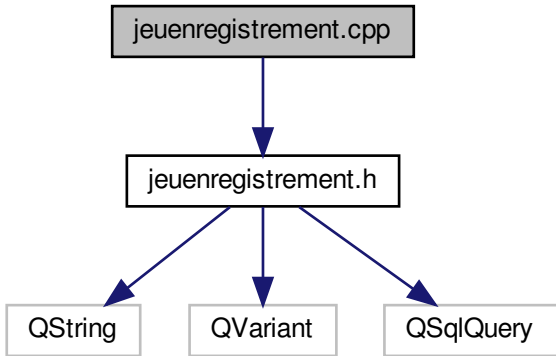 jeuenregistrement.cpp
jeuenregistrement.h
QString
QVariant
QSqlQuery